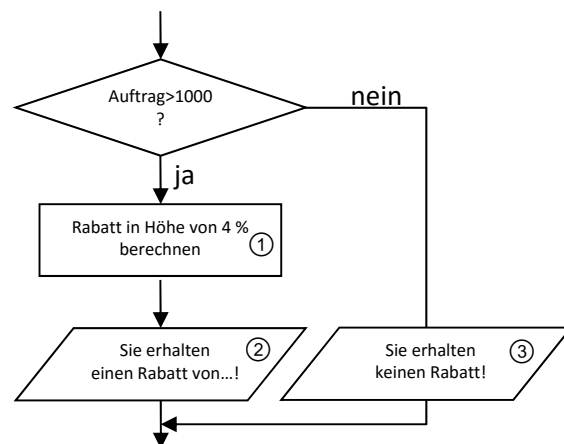 Auftrag>1000
?
nein
ja
Rabatt in Höhe von 4 %
berechnen
1
Sie erhalten
einen Rabatt von...!
2
Sie erhalten
keinen Rabatt!
3